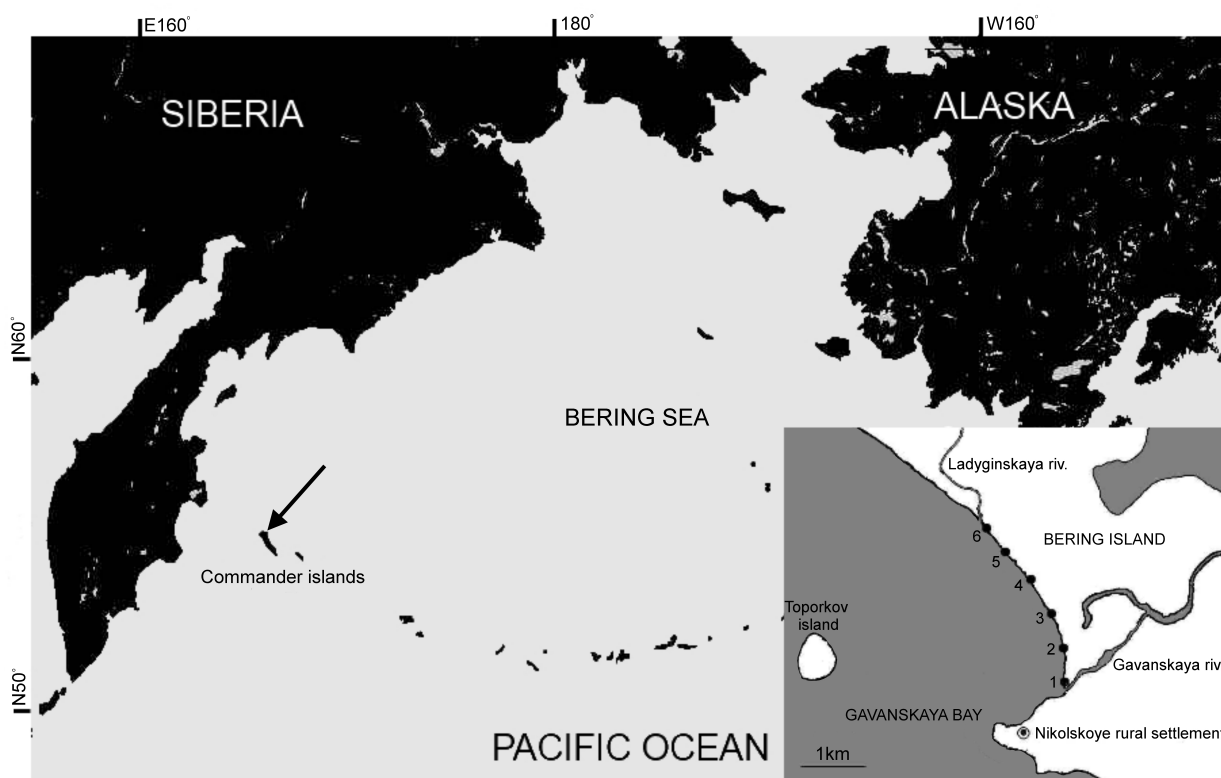 E160°
180°
W160°
SIBERIA
ALASKA
N60°
BERING SEA
Commander islands
N50°
PACIFIC OCEAN
Ladyginskaya riv.
BERING ISLAND
6
5
4
3
2
1
Toporkov
island
Gavanskaya riv
GAVANSKAYA BAY
Nikolskoye rural settlement
1km